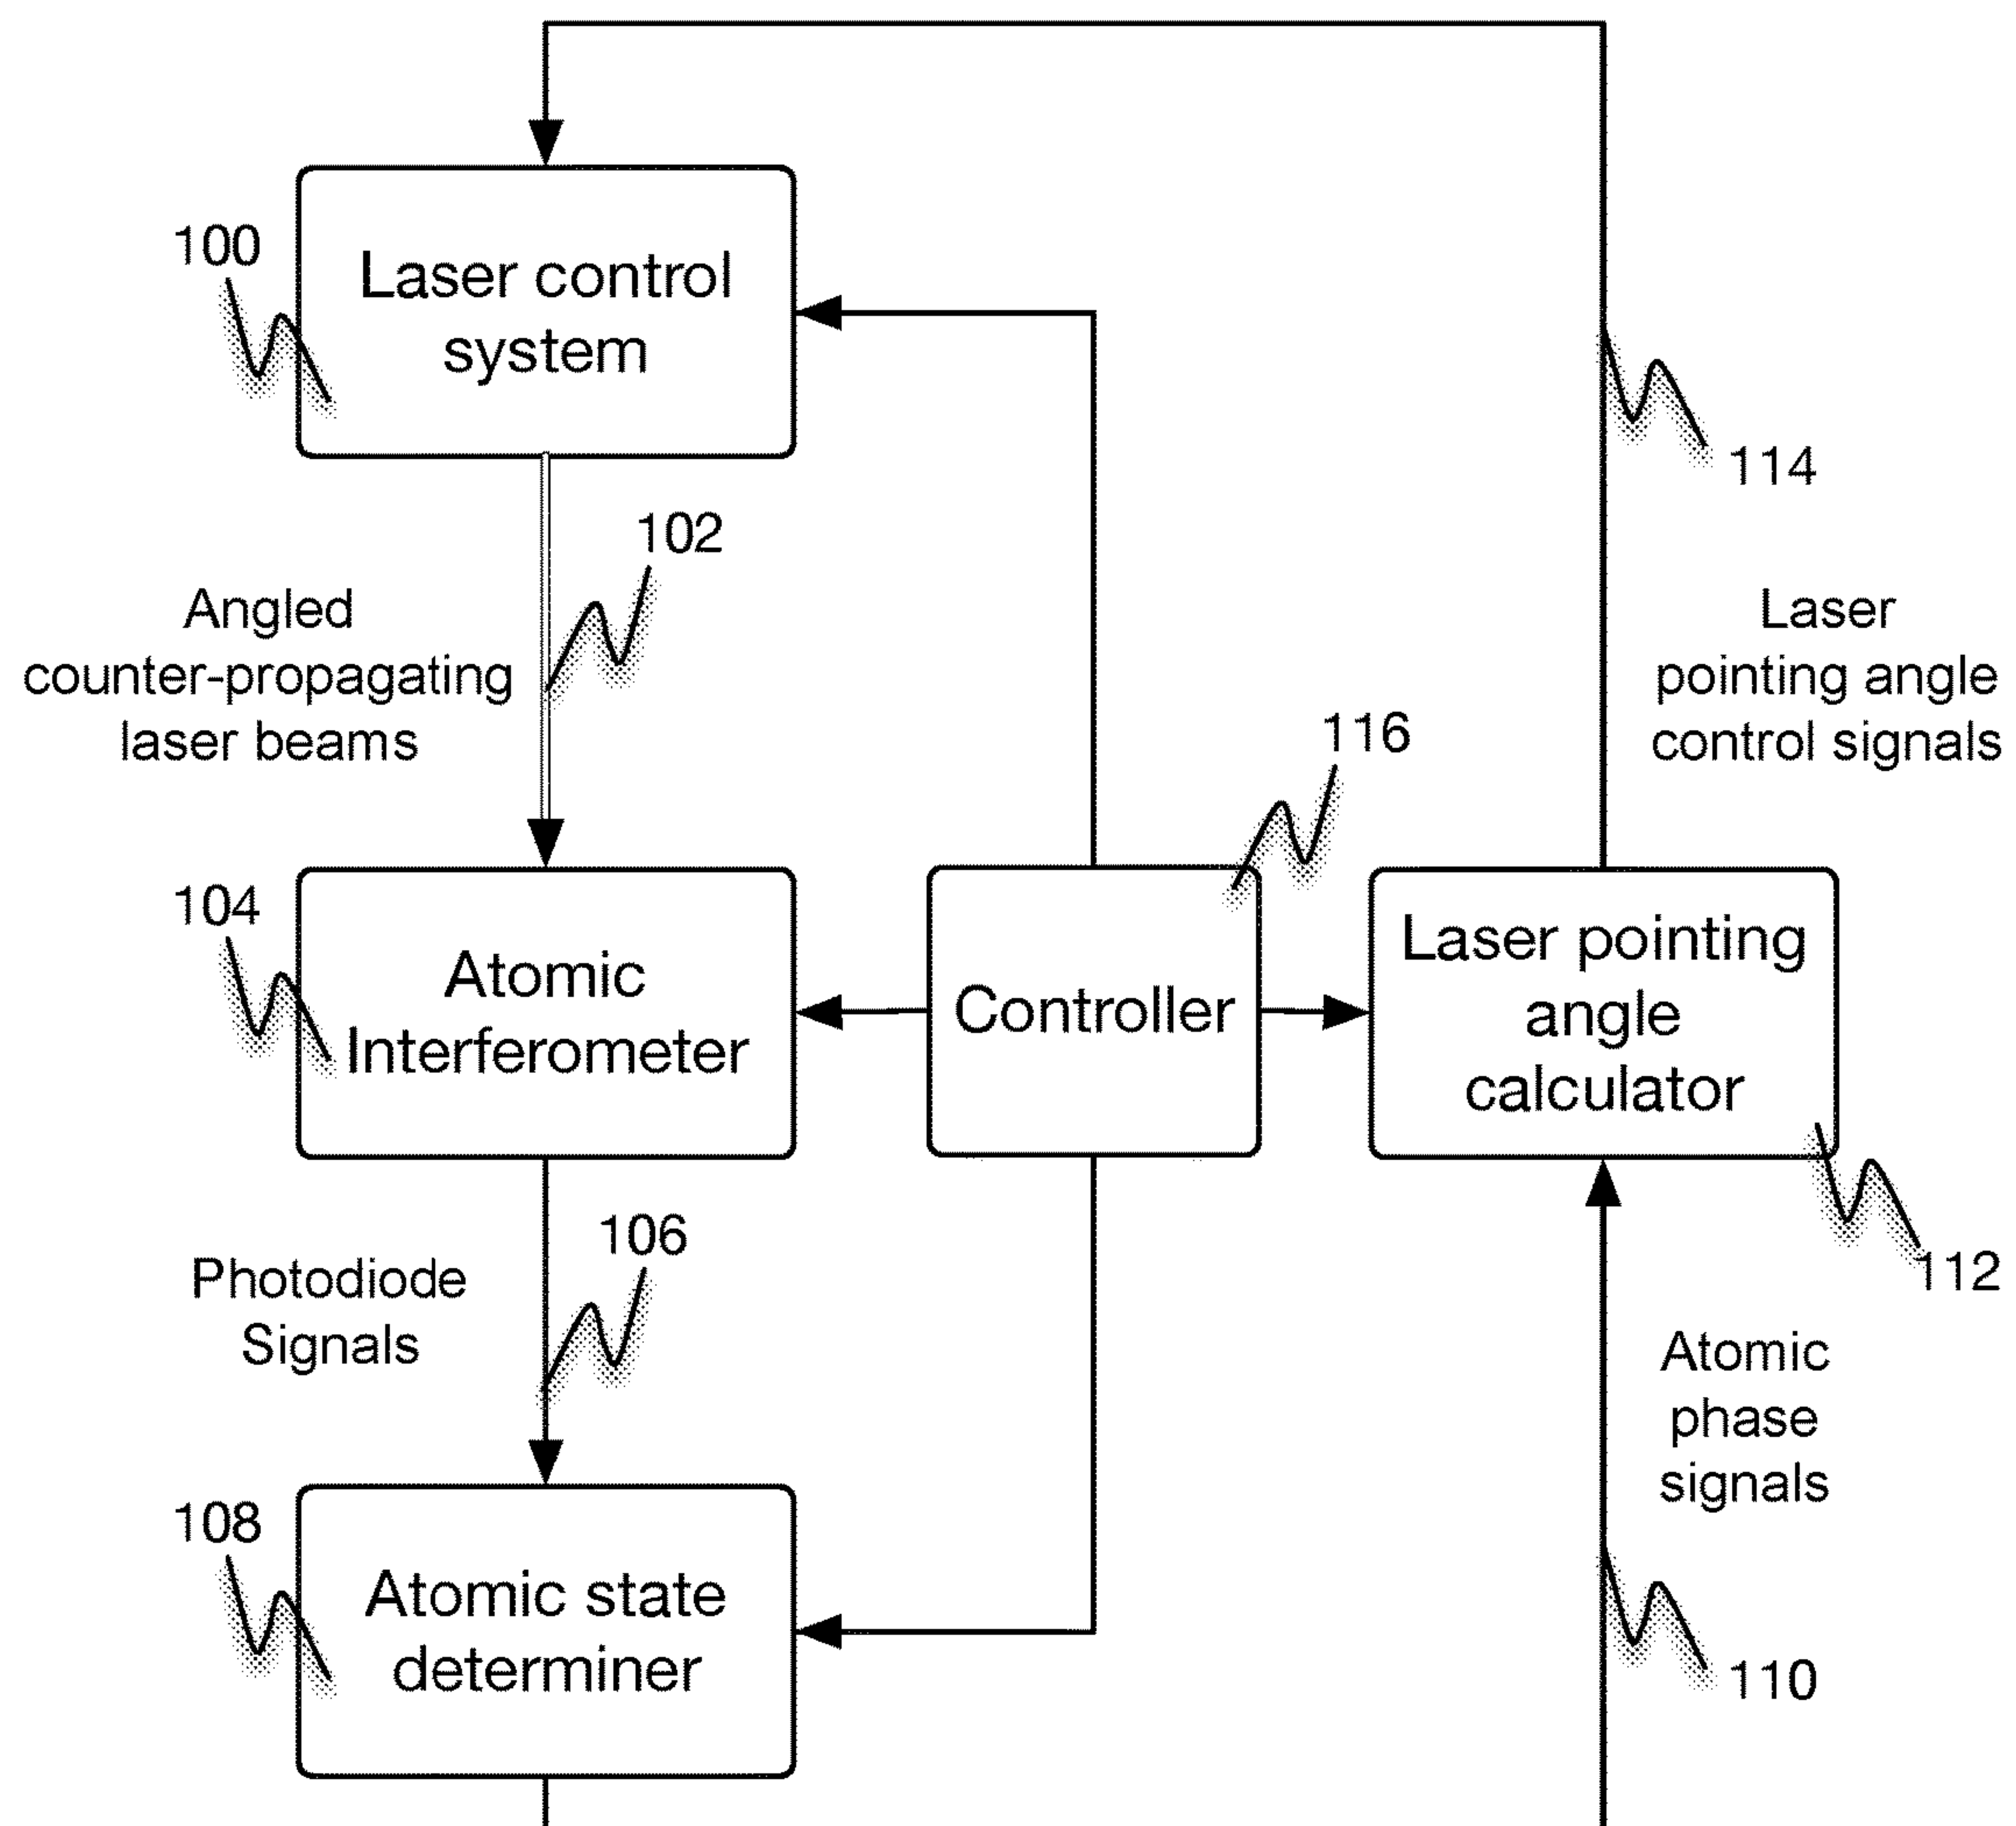 100
Laser control
system
114
102
Angled
counter-propagating
laser beams
Laser
pointing angle
control signals
116
104
Atomic
Interferometer
Controller
Laser pointing
angle
calculator
106
Photodiode
Signals
112
Atomic
phase
signals
108
Atomic state
determiner
110